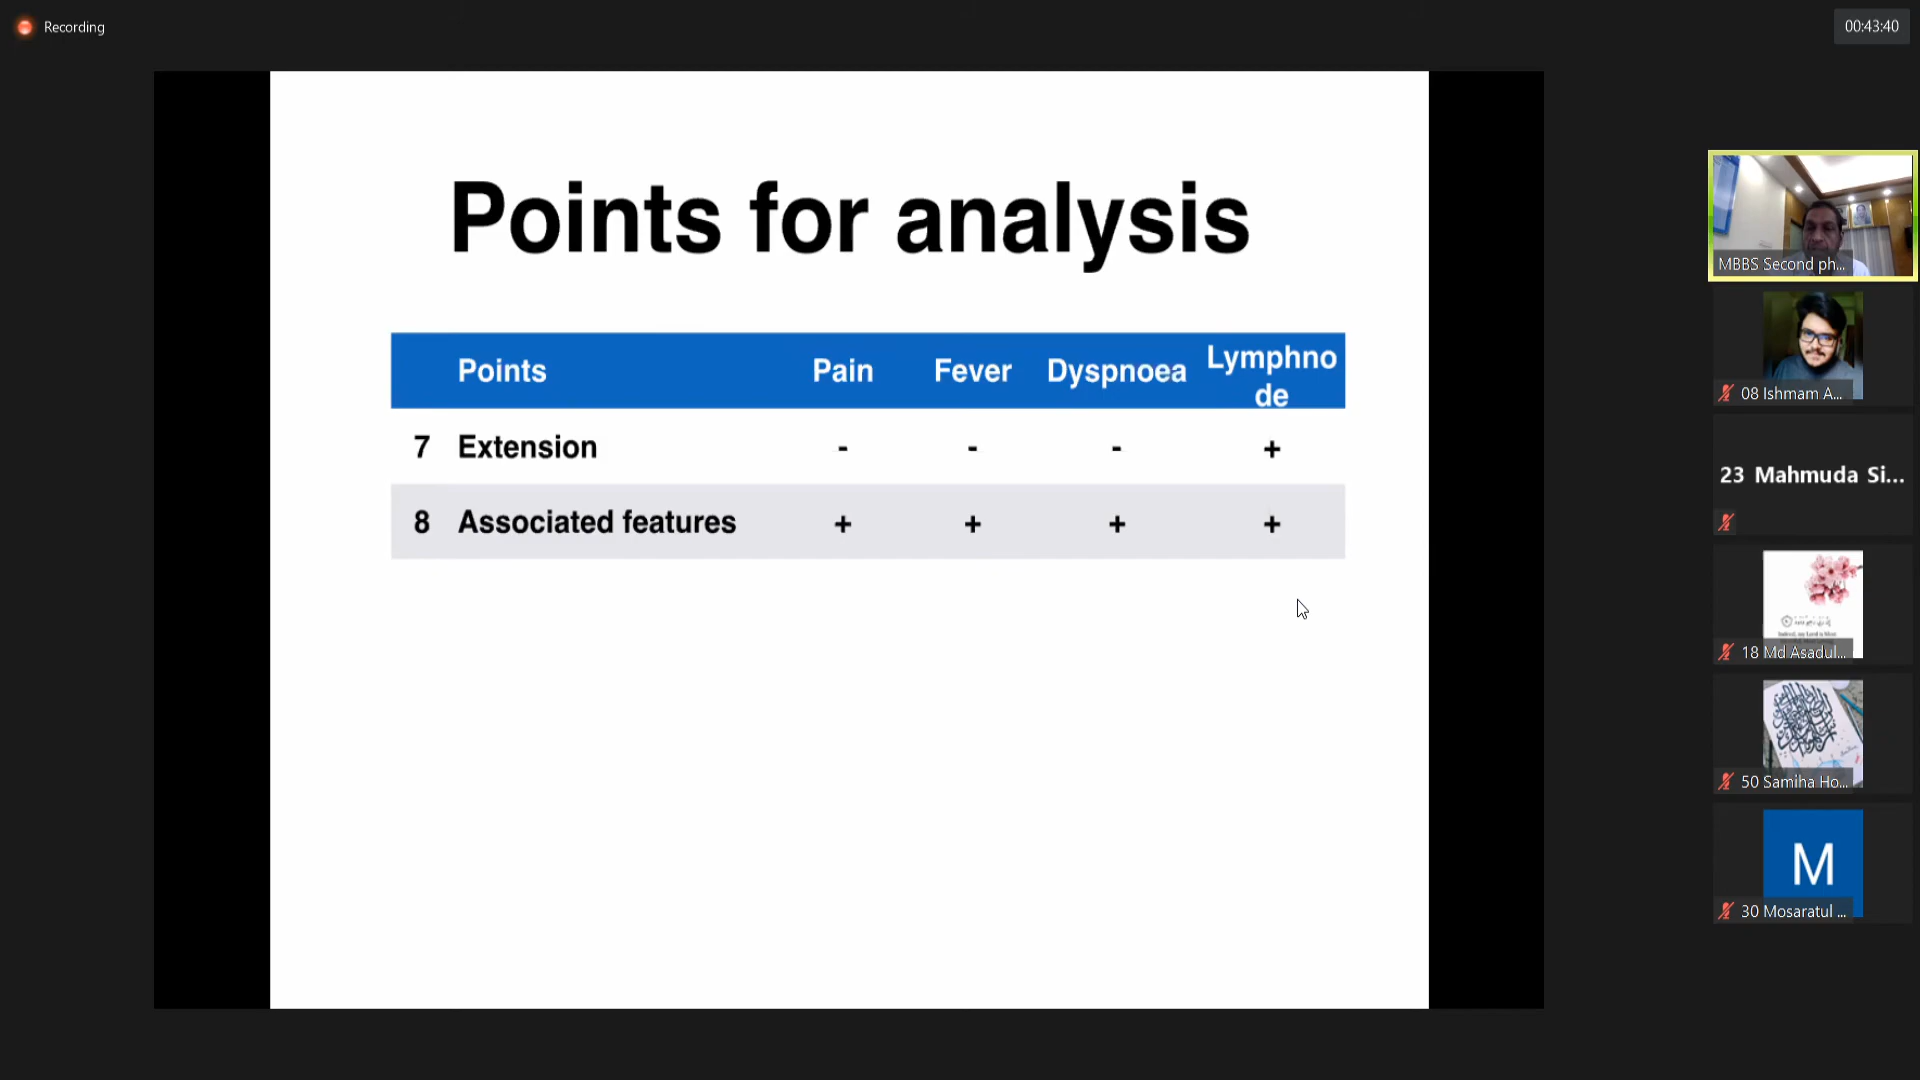 Recording
00:43:40
Points for analysis
Points Pain Fever Dyspnoea Lymphno
de
7 Extension - - - +
8 Associated features + + + +
MBBS Second ph...
08 Ishmam A...
23 Mahmuda Si...
18 Md Asadul...
50 Samiha Ho...
M
30 Mosaratul ...